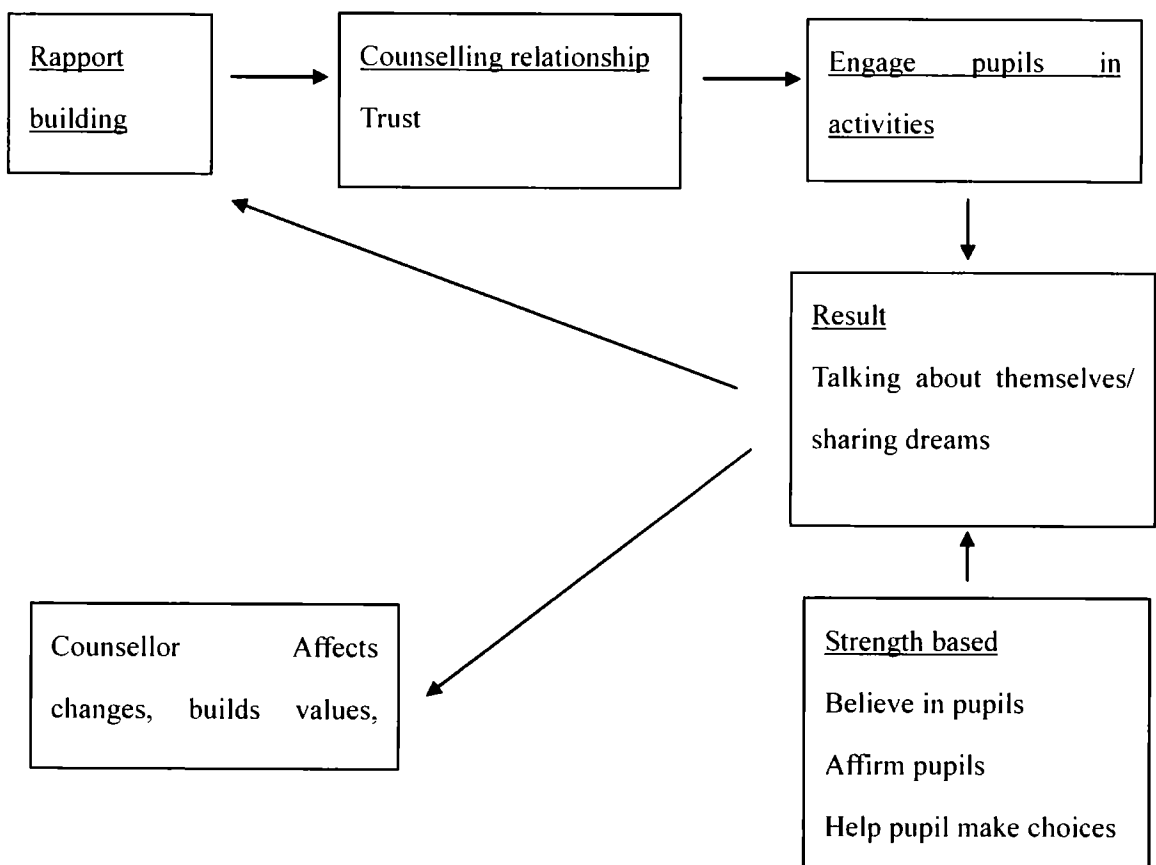 Rapport
building
Counselling relationship
Trust
Engage pupils in
activities
Result
Talking about themselves/
sharing dreams
Counsellor Affects
changes, builds values,
Strength based
Believe in pupils
Affirm pupils
Help pupil make choices